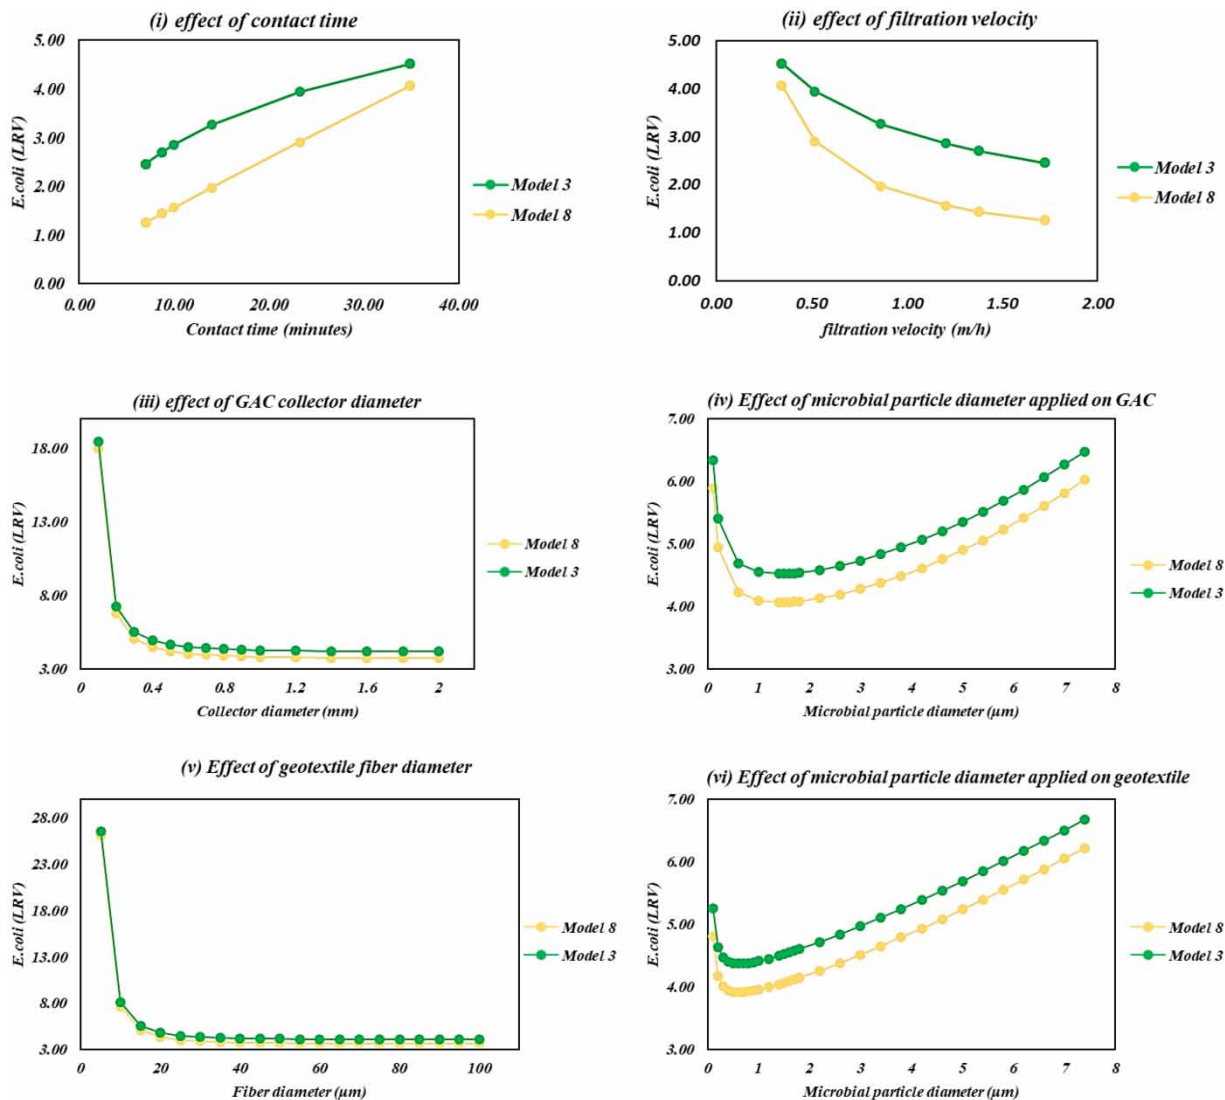 (i) effect of contact time
5.00
4.00
3.00
2.00
1.00
0.00
E.coli (LRV)
0.00 10.00 20.00 30.00 40.00
Contact time (minutes)
Model 3
Model 8
(ii) effect of filtration velocity
5.00
4.00
3.00
2.00
1.00
0.00
E.coli (LRV)
0.00 0.50 1.00 1.50 2.00
filtration velocity (m/h)
Model 3
Model 8
(iii) effect of GAC collector diameter
18.00
13.00
8.00
3.00
E.coli (LRV)
0 0.4 0.8 1.2 1.6 2
Collector diameter (mm)
Model 8
Model 3
(iv) Effect of microbial particle diameter applied on GAC
7.00
6.00
5.00
4.00
3.00
E.coli (LRV)
0 1 2 3 4 5 6 7 8
Microbial particle diameter (µm)
Model 8
Model 3
(v) Effect of geotextile fiber diameter
28.00
23.00
18.00
13.00
8.00
3.00
E.coli (LRV)
0 20 40 60 80 100
Fiber diameter (µm)
Model 8
Model 3
(vi) Effect of microbial particle diameter applied on geotextile
7.00
6.00
5.00
4.00
3.00
E.coli (LRV)
0 1 2 3 4 5 6 7 8
Microbial particle diameter (µm)
Model 8
Model 3